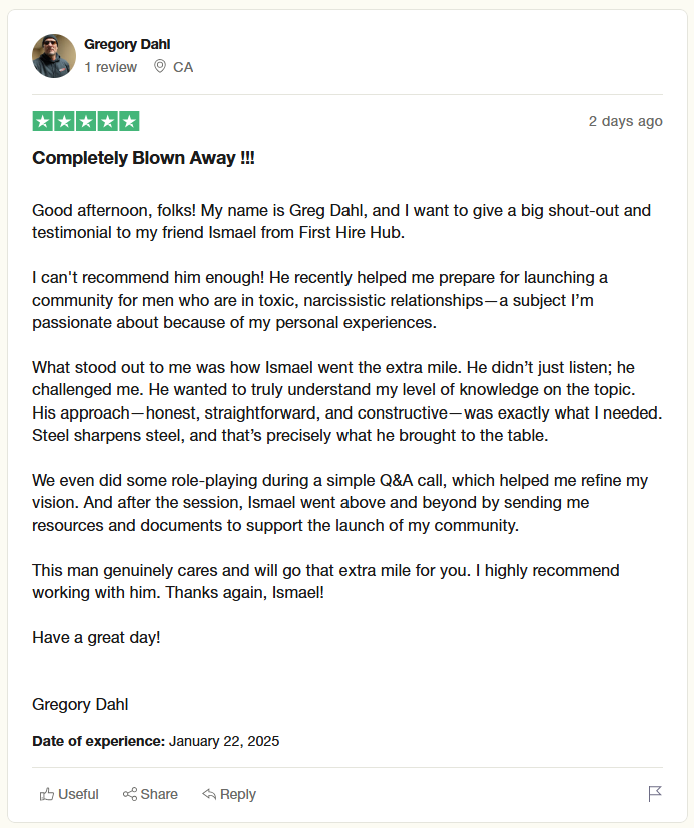 Gregory Dahl
1 review CA
2 days ago
Completely Blown Away !!!
Good afternoon, folks! My name is Greg Dahl, and I want to give a big shout-out and
testimonial to my friend Ismael from First Hire Hub.
I can't recommend him enough! He recently helped me prepare for launching a
community for men who are in toxic, narcissistic relationships—a subject I’m
passionate about because of my personal experiences.
What stood out to me was how Ismael went the extra mile. He didn’t just listen; he
challenged me. He wanted to truly understand my level of knowledge on the topic.
His approach—honest, straightforward, and constructive—was exactly what I needed.
Steel sharpens steel, and that’s precisely what he brought to the table.
We even did some role-playing during a simple Q&A call, which helped me refine my
vision. And after the session, Ismael went above and beyond by sending me
resources and documents to support the launch of my community.
This man genuinely cares and will go that extra mile for you. I highly recommend
working with him. Thanks again, Ismael!
Have a great day!
Gregory Dahl
Date of experience: January 22, 2025
Useful Share Reply